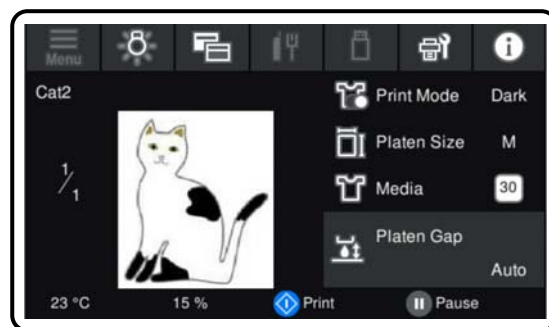 Menu
Cat2
Print Mode Dark
Platen Size M
1/1
Media 30
Platen Gap
Auto
23 °C 15 % Print Pause